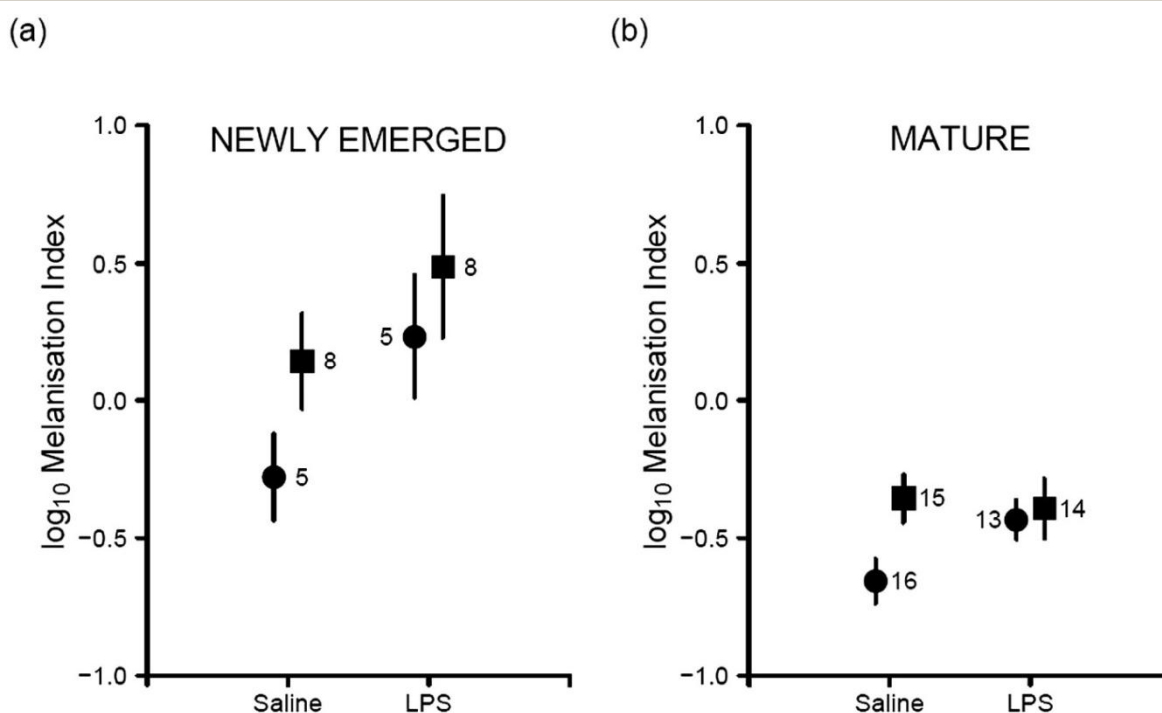 (a)
NEWLY EMERGED
log10 Melanisation Index
1.0
0.5
0.0
−0.5
−1.0
5
8
5
8
Saline
LPS
(b)
MATURE
log10 Melanisation Index
1.0
0.5
0.0
−0.5
−1.0
16
15
13
14
Saline
LPS